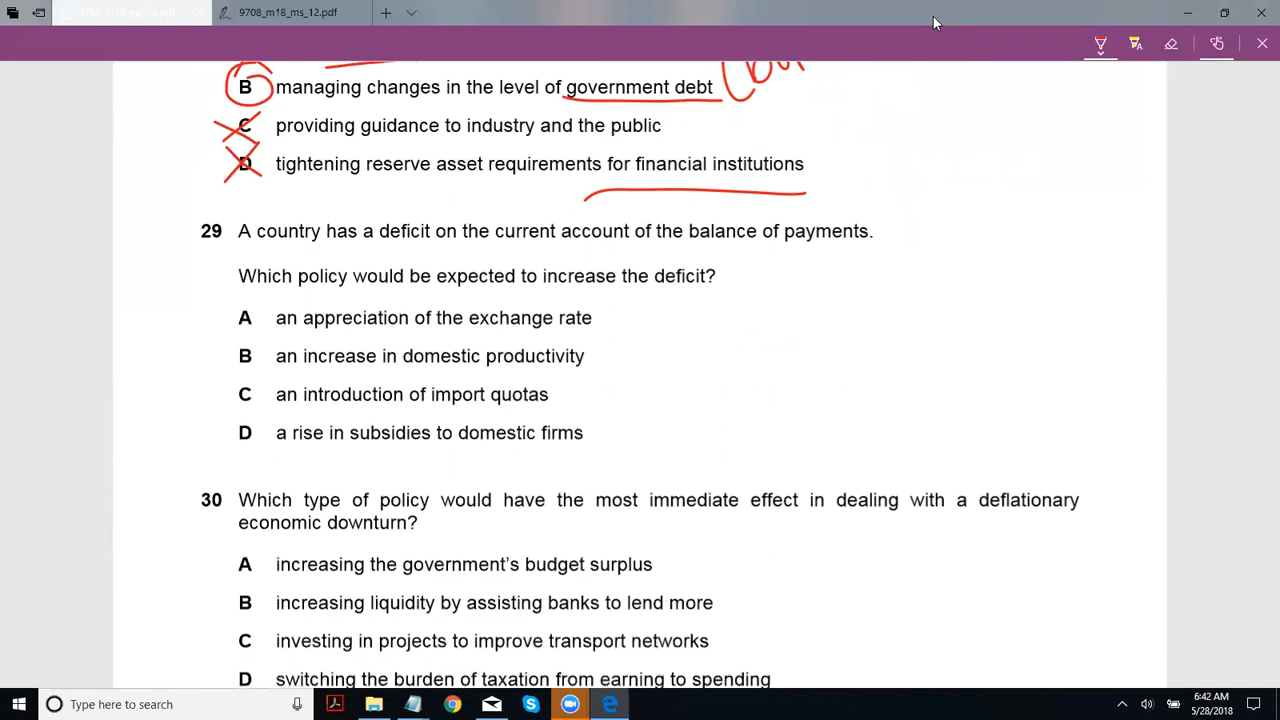 9708_m18_qp_12.pdf
9708_m18_ms_12.pdf
B managing changes in the level of government debt
C providing guidance to industry and the public
D tightening reserve asset requirements for financial institutions
29 A country has a deficit on the current account of the balance of payments.
Which policy would be expected to increase the deficit?
A an appreciation of the exchange rate
B an increase in domestic productivity
C an introduction of import quotas
D a rise in subsidies to domestic firms
30 Which type of policy would have the most immediate effect in dealing with a deflationary
economic downturn?
A increasing the government's budget surplus
B increasing liquidity by assisting banks to lend more
C investing in projects to improve transport networks
D switching the burden of taxation from earning to spending
Type here to search
6:42 AM
5/28/2018